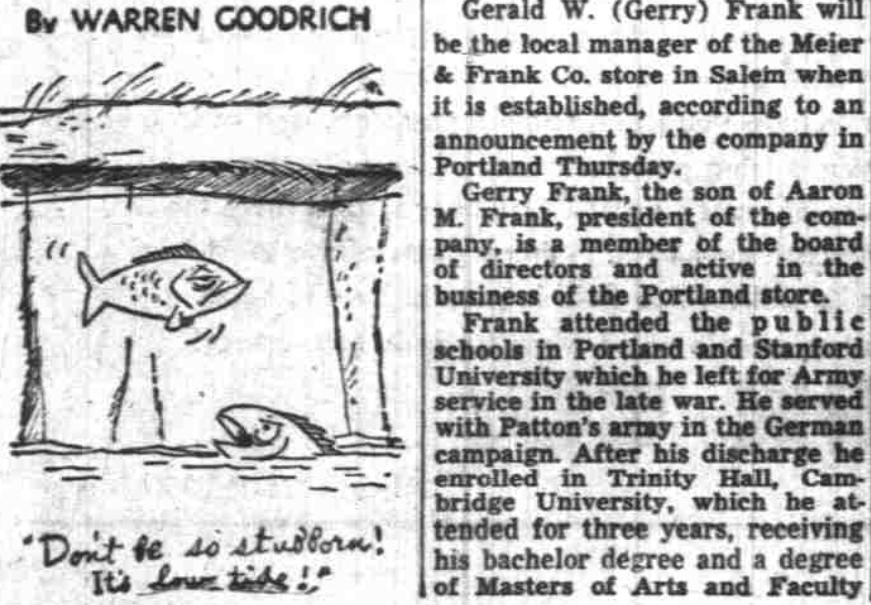 By WARREN GOODRICH
"Don't be so stubborn!
It's low tide!"
Gerald W. (Gerry) Frank will
be the local manager of the Meier
& Frank Co. store in Salem when
it is established, according to an
announcement by the company in
Portland Thursday.
Gerry Frank, the son of Aaron
M. Frank, president of the com-
pany, is a member of the board
of directors and active in the
business of the Portland store.
Frank attended the public
schools in Portland and Stanford
University which he left for Army
service in the late war. He served
with Patton's army in the German
campaign. After his discharge he
enrolled in Trinity Hall, Cam-
bridge University, which he at-
tended for three years, receiving
his bachelor degree and a degree
of Masters of Arts and Faculty